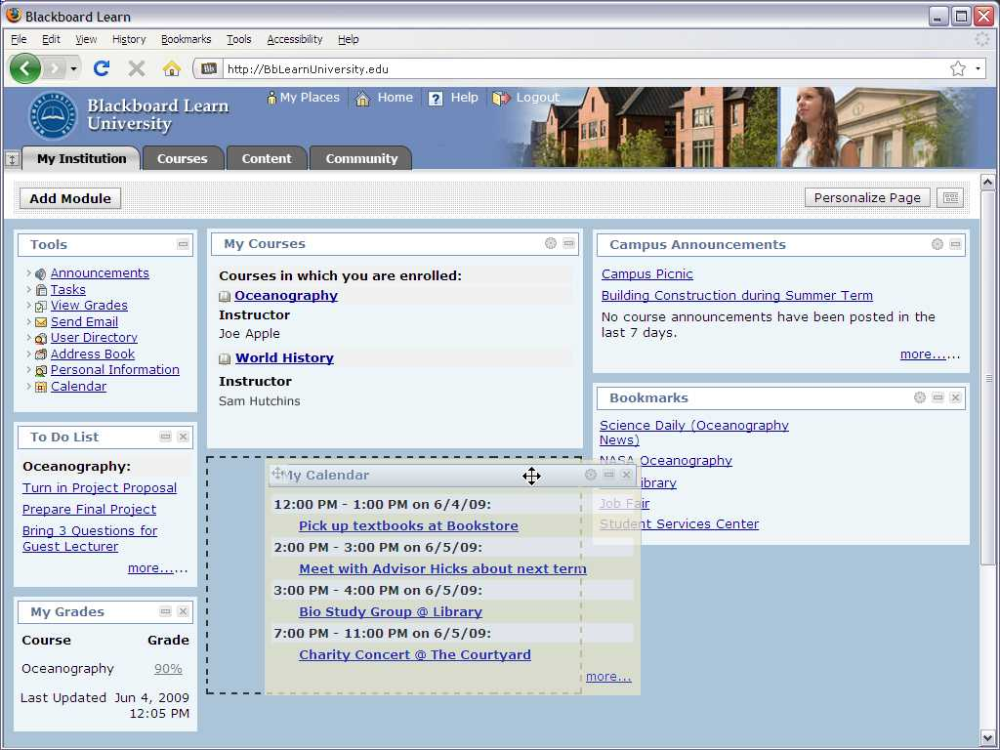 Blackboard Learn
File Edit View History Bookmarks Tools Accessibility Help
Bb http://BbLearnUniversity.edu
Blackboard Learn
University
My Places Home ? Help Logout
My Institution Courses Content Community
Add Module Personalize Page
Tools
Announcements
Tasks
View Grades
Send Email
User Directory
Address Book
Personal Information
Calendar
To Do List
Oceanography:
Turn in Project Proposal
Prepare Final Project
Bring 3 Questions for
Guest Lecturer
more......
My Grades
Course Grade
Oceanography 90%
Last Updated Jun 4, 2009
12:05 PM
My Courses
Courses in which you are enrolled:
Oceanography
Instructor
Joe Apple
World History
Instructor
Sam Hutchins
My Calendar
12:00 PM - 1:00 PM on 6/4/09:
Pick up textbooks at Bookstore
2:00 PM - 3:00 PM on 6/5/09:
Meet with Advisor Hicks about next term
3:00 PM - 4:00 PM on 6/5/09:
Bio Study Group @ Library
7:00 PM - 11:00 PM on 6/5/09:
Charity Concert @ The Courtyard
more...
Campus Announcements
Campus Picnic
Building Construction during Summer Term
No course announcements have been posted in the
last 7 days.
more......
Bookmarks
Science Daily (Oceanography
News)
NASA Oceanography
Library
Job Fair
Student Services Center